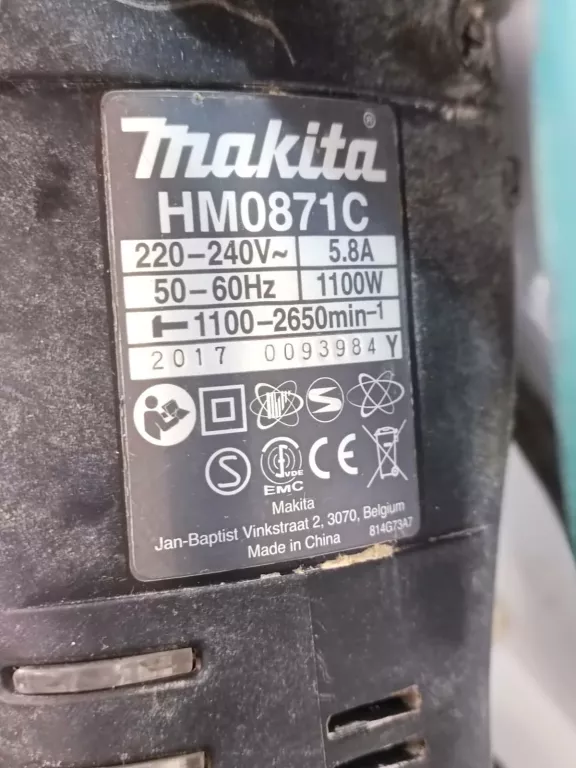 makita®
HM0871C
220–240V~ 5.8A
50–60Hz 1100W
1100–2650min-1
2017 0093984 Y
S
VDE
EMC
CE
Makita
Jan-Baptist Vinkstraat 2, 3070, Belgium
Made in China 814G73A7